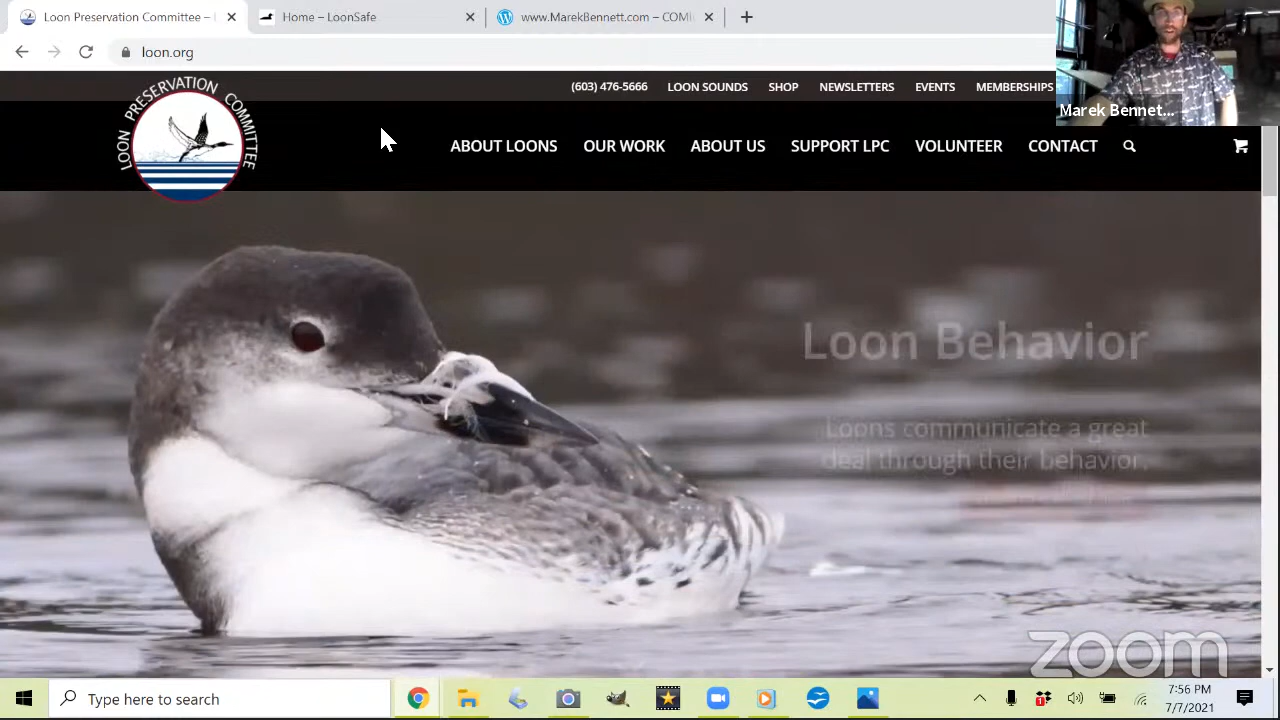 Loon Preservation Committee –
Home – LoonSafe
www.MarekBennett.com – COMI
loon.org
Marek Bennet...
(603) 476-5666 LOON SOUNDS SHOP NEWSLETTERS EVENTS MEMBERSHIPS
LOON PRESERVATION COMMITTEE
ABOUT LOONS OUR WORK ABOUT US SUPPORT LPC VOLUNTEER CONTACT
Loon Behavior
Loons communicate a great
deal through their behavior.
zoom
Type here to search
7:56 PM
7/7/2021